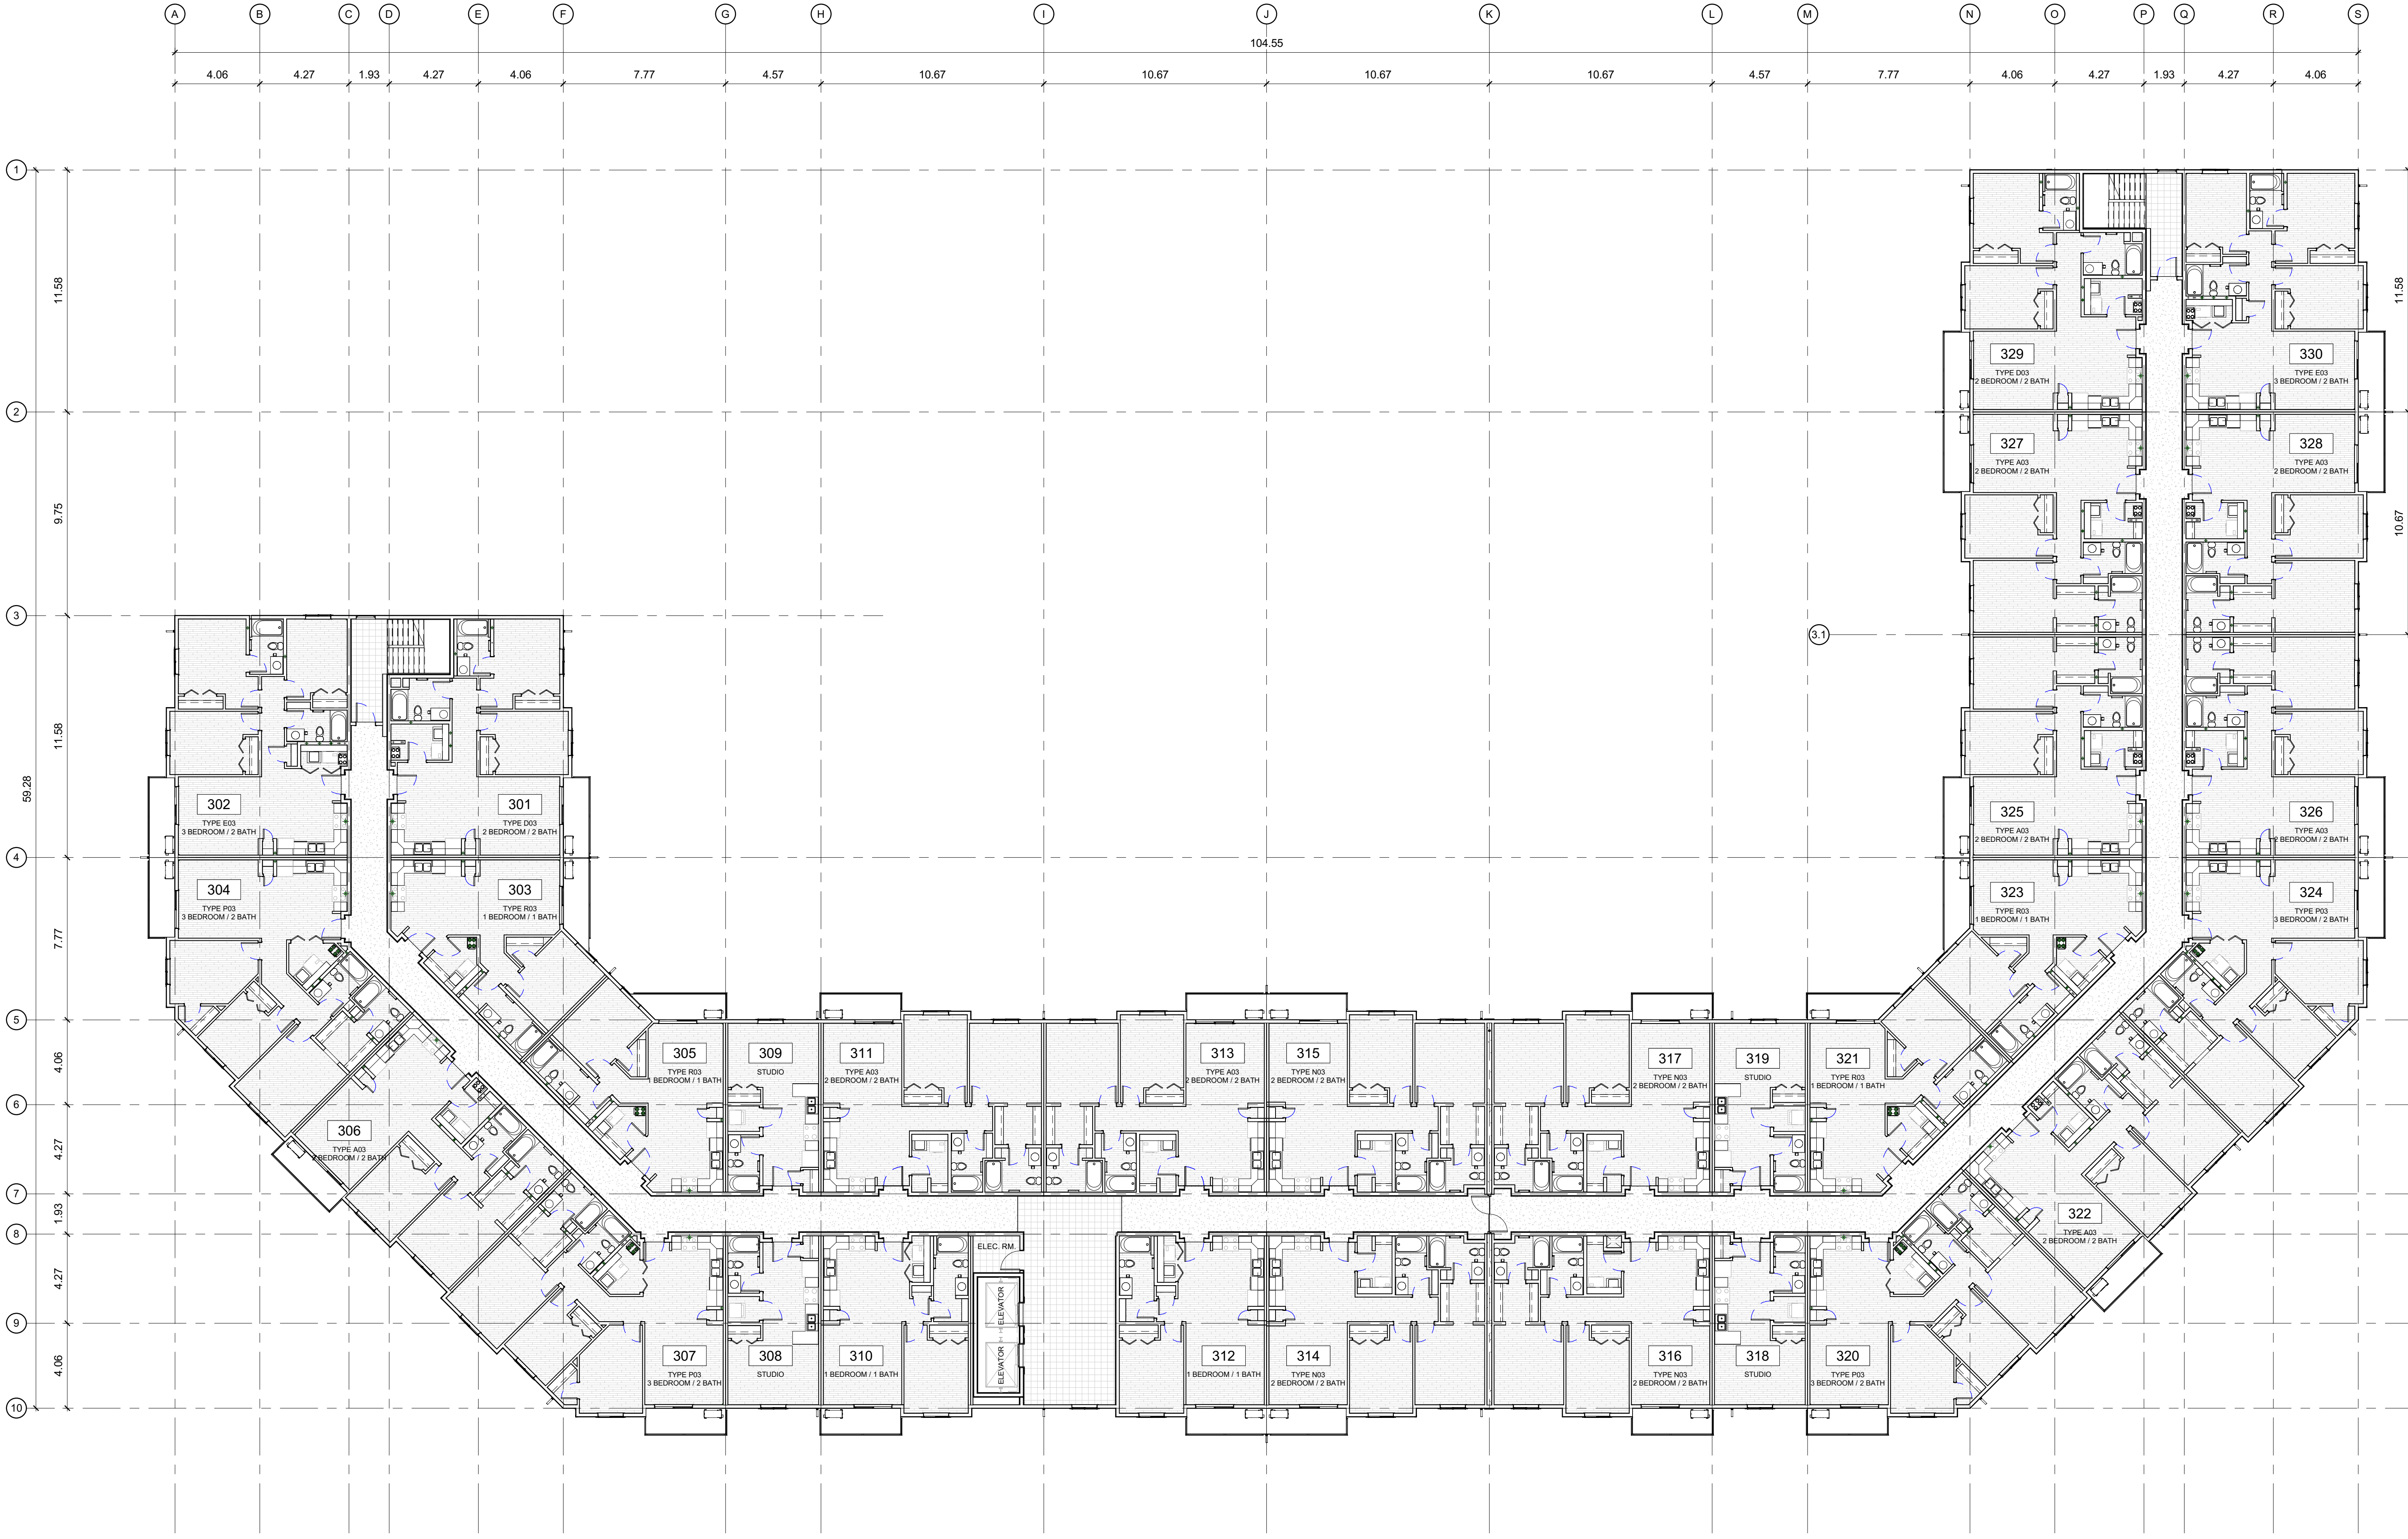 A B C D E F G H I J K L M N O P Q R S
104.55
4.06 4.27 1.93 4.27 4.06 7.77 4.57 10.67 10.67 10.67 10.67 4.57 7.77 4.06 4.27 1.93 4.27 4.06
1
11.58
11.58
329
TYPE D03
2 BEDROOM / 2 BATH
330
TYPE E03
3 BEDROOM / 2 BATH
2
327
TYPE A03
2 BEDROOM / 2 BATH
328
TYPE A03
2 BEDROOM / 2 BATH
9.75
10.67
3
3.1
11.58
59.28
302
TYPE E03
3 BEDROOM / 2 BATH
301
TYPE D03
2 BEDROOM / 2 BATH
325
TYPE A03
2 BEDROOM / 2 BATH
326
TYPE A03
2 BEDROOM / 2 BATH
4
304
TYPE P03
3 BEDROOM / 2 BATH
303
TYPE R03
1 BEDROOM / 1 BATH
323
TYPE R03
1 BEDROOM / 1 BATH
324
TYPE P03
3 BEDROOM / 2 BATH
7.77
5
4.06
305
TYPE R03
1 BEDROOM / 1 BATH
309
STUDIO
311
TYPE A03
2 BEDROOM / 2 BATH
313
TYPE A03
2 BEDROOM / 2 BATH
315
TYPE N03
2 BEDROOM / 2 BATH
317
TYPE N03
2 BEDROOM / 2 BATH
319
STUDIO
321
TYPE R03
1 BEDROOM / 1 BATH
6
306
TYPE A03
2 BEDROOM / 2 BATH
4.27
7
1.93
322
TYPE A03
2 BEDROOM / 2 BATH
8
ELEC. RM.
4.27
ELEVATOR
ELEVATOR
9
4.06
307
TYPE P03
3 BEDROOM / 2 BATH
308
STUDIO
310
1 BEDROOM / 1 BATH
312
1 BEDROOM / 1 BATH
314
TYPE N03
2 BEDROOM / 2 BATH
316
TYPE N03
2 BEDROOM / 2 BATH
318
STUDIO
320
TYPE P03
3 BEDROOM / 2 BATH
10